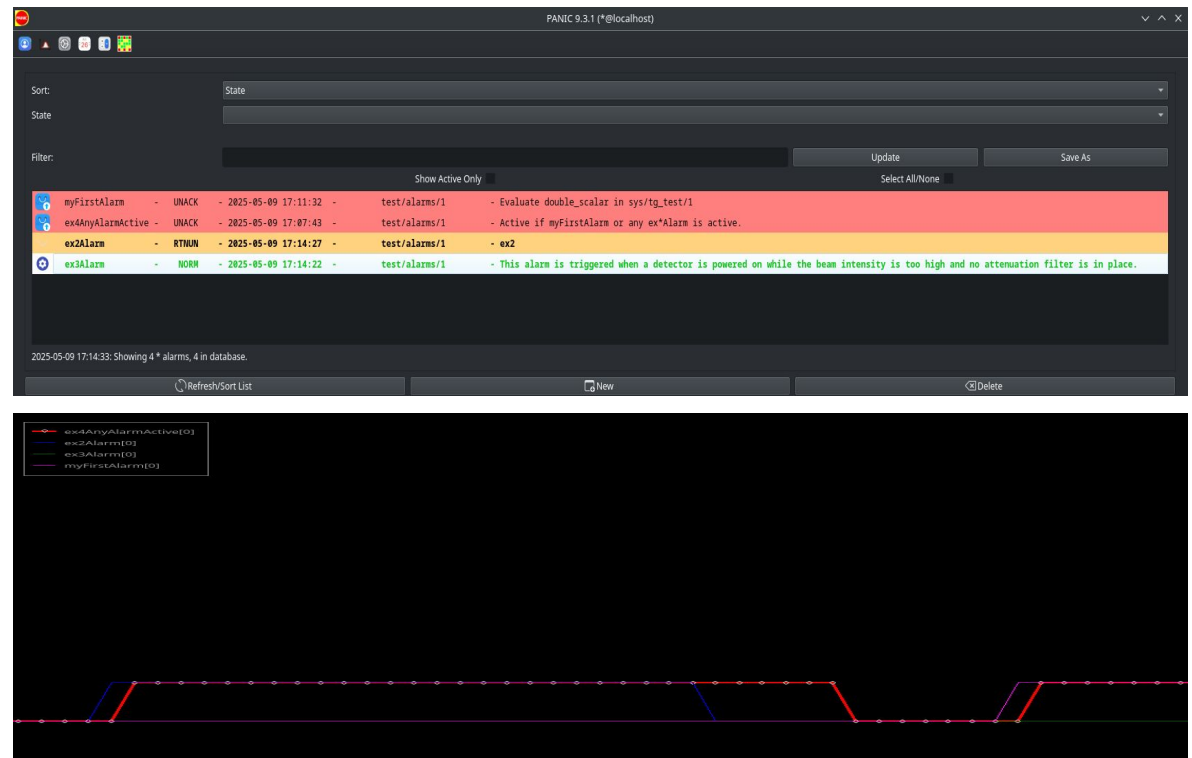 PANIC 9.3.1 (*@localhost)
Sort: State
State
Filter: Update Save As
Show Active Only Select All/None
myFirstAlarm - UNACK - 2025-05-09 17:11:32 - test/alarms/1 - Evaluate double_scalar in sys/tg_test/1
ex4AnyAlarmActive - UNACK - 2025-05-09 17:07:43 - test/alarms/1 - Active if myFirstAlarm or any ex*Alarm is active.
ex2Alarm - RTNUN - 2025-05-09 17:14:27 - test/alarms/1 - ex2
ex3Alarm - NORM - 2025-05-09 17:14:22 - test/alarms/1 - This alarm is triggered when a detector is powered on while the beam intensity is too high and no attenuation filter is in place.
2025-05-09 17:14:33: Showing 4 * alarms, 4 in database.
Refresh/Sort List New Delete
ex4AnyAlarmActive[0]
ex2Alarm[0]
ex3Alarm[0]
myFirstAlarm[0]